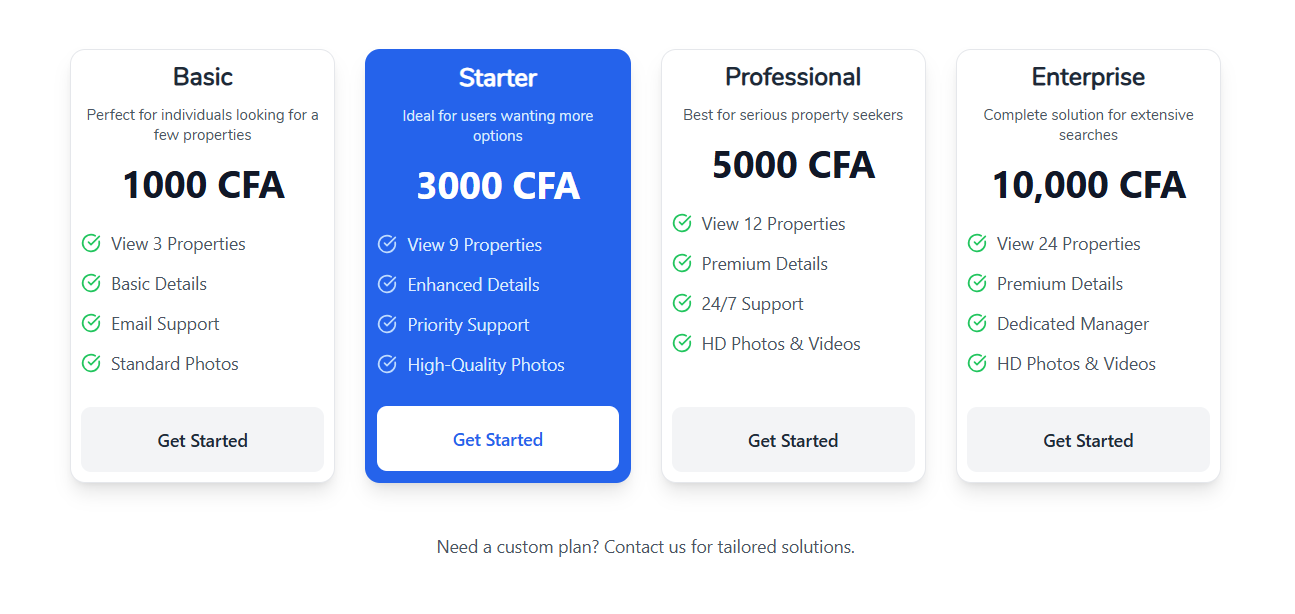 Basic
Perfect for individuals looking for a
few properties
1000 CFA
View 3 Properties
Basic Details
Email Support
Standard Photos
Get Started
Starter
Ideal for users wanting more
options
3000 CFA
View 9 Properties
Enhanced Details
Priority Support
High-Quality Photos
Get Started
Professional
Best for serious property seekers
5000 CFA
View 12 Properties
Premium Details
24/7 Support
HD Photos & Videos
Get Started
Enterprise
Complete solution for extensive
searches
10,000 CFA
View 24 Properties
Premium Details
Dedicated Manager
HD Photos & Videos
Get Started
Need a custom plan? Contact us for tailored solutions.